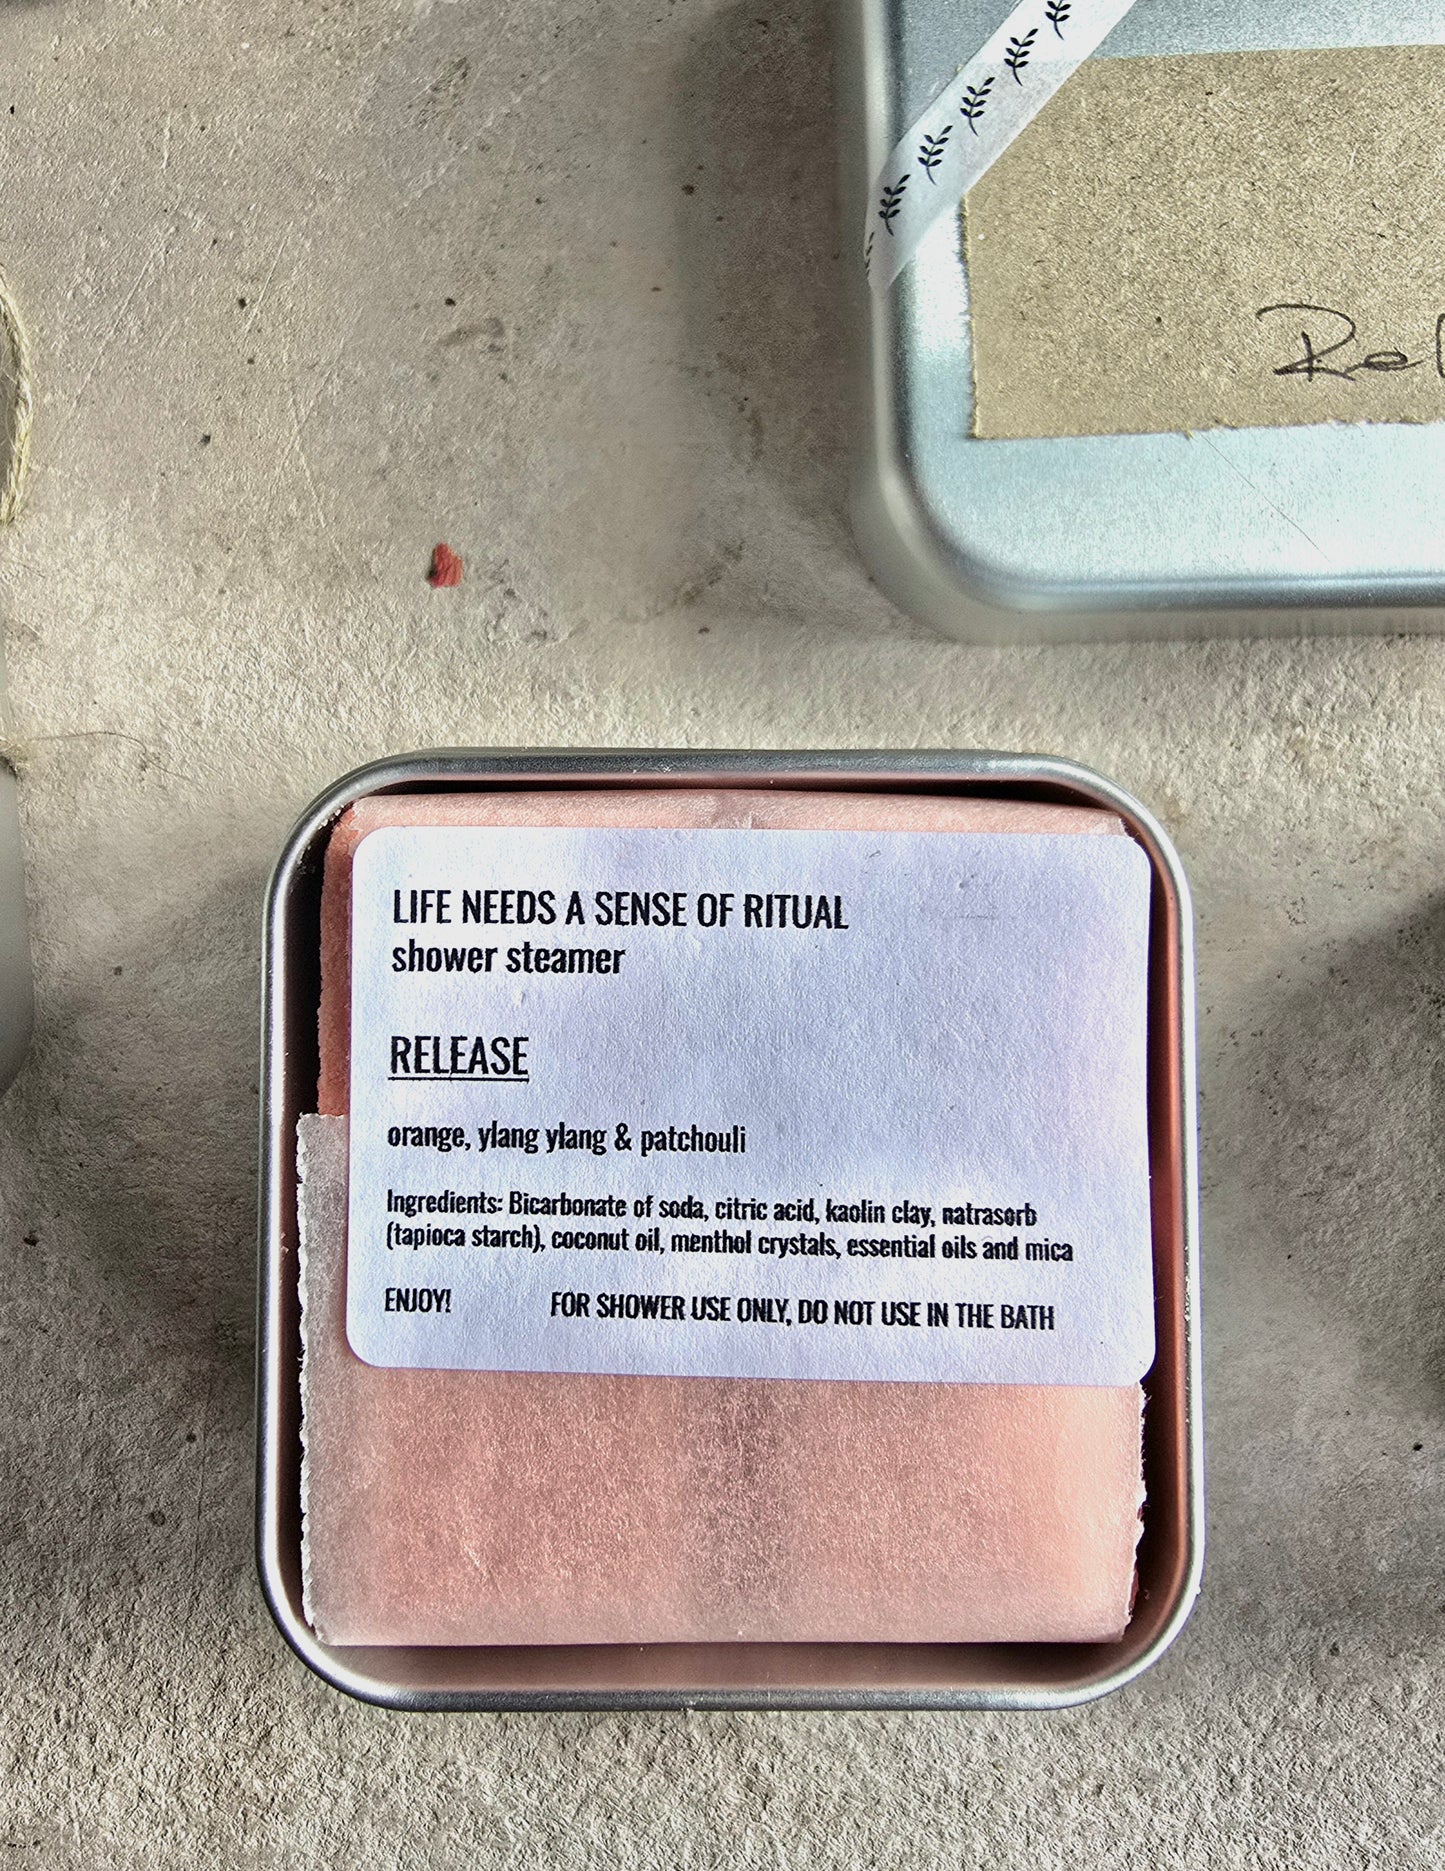 Rel
LIFE NEEDS A SENSE OF RITUAL
shower steamer
RELEASE
orange, ylang ylang & patchouli
Ingredients: Bicarbonate of soda, citric acid, kaolin clay, natrasorb
(tapioca starch), coconut oil, menthol crystals, essential oils and mica
ENJOY! FOR SHOWER USE ONLY, DO NOT USE IN THE BATH